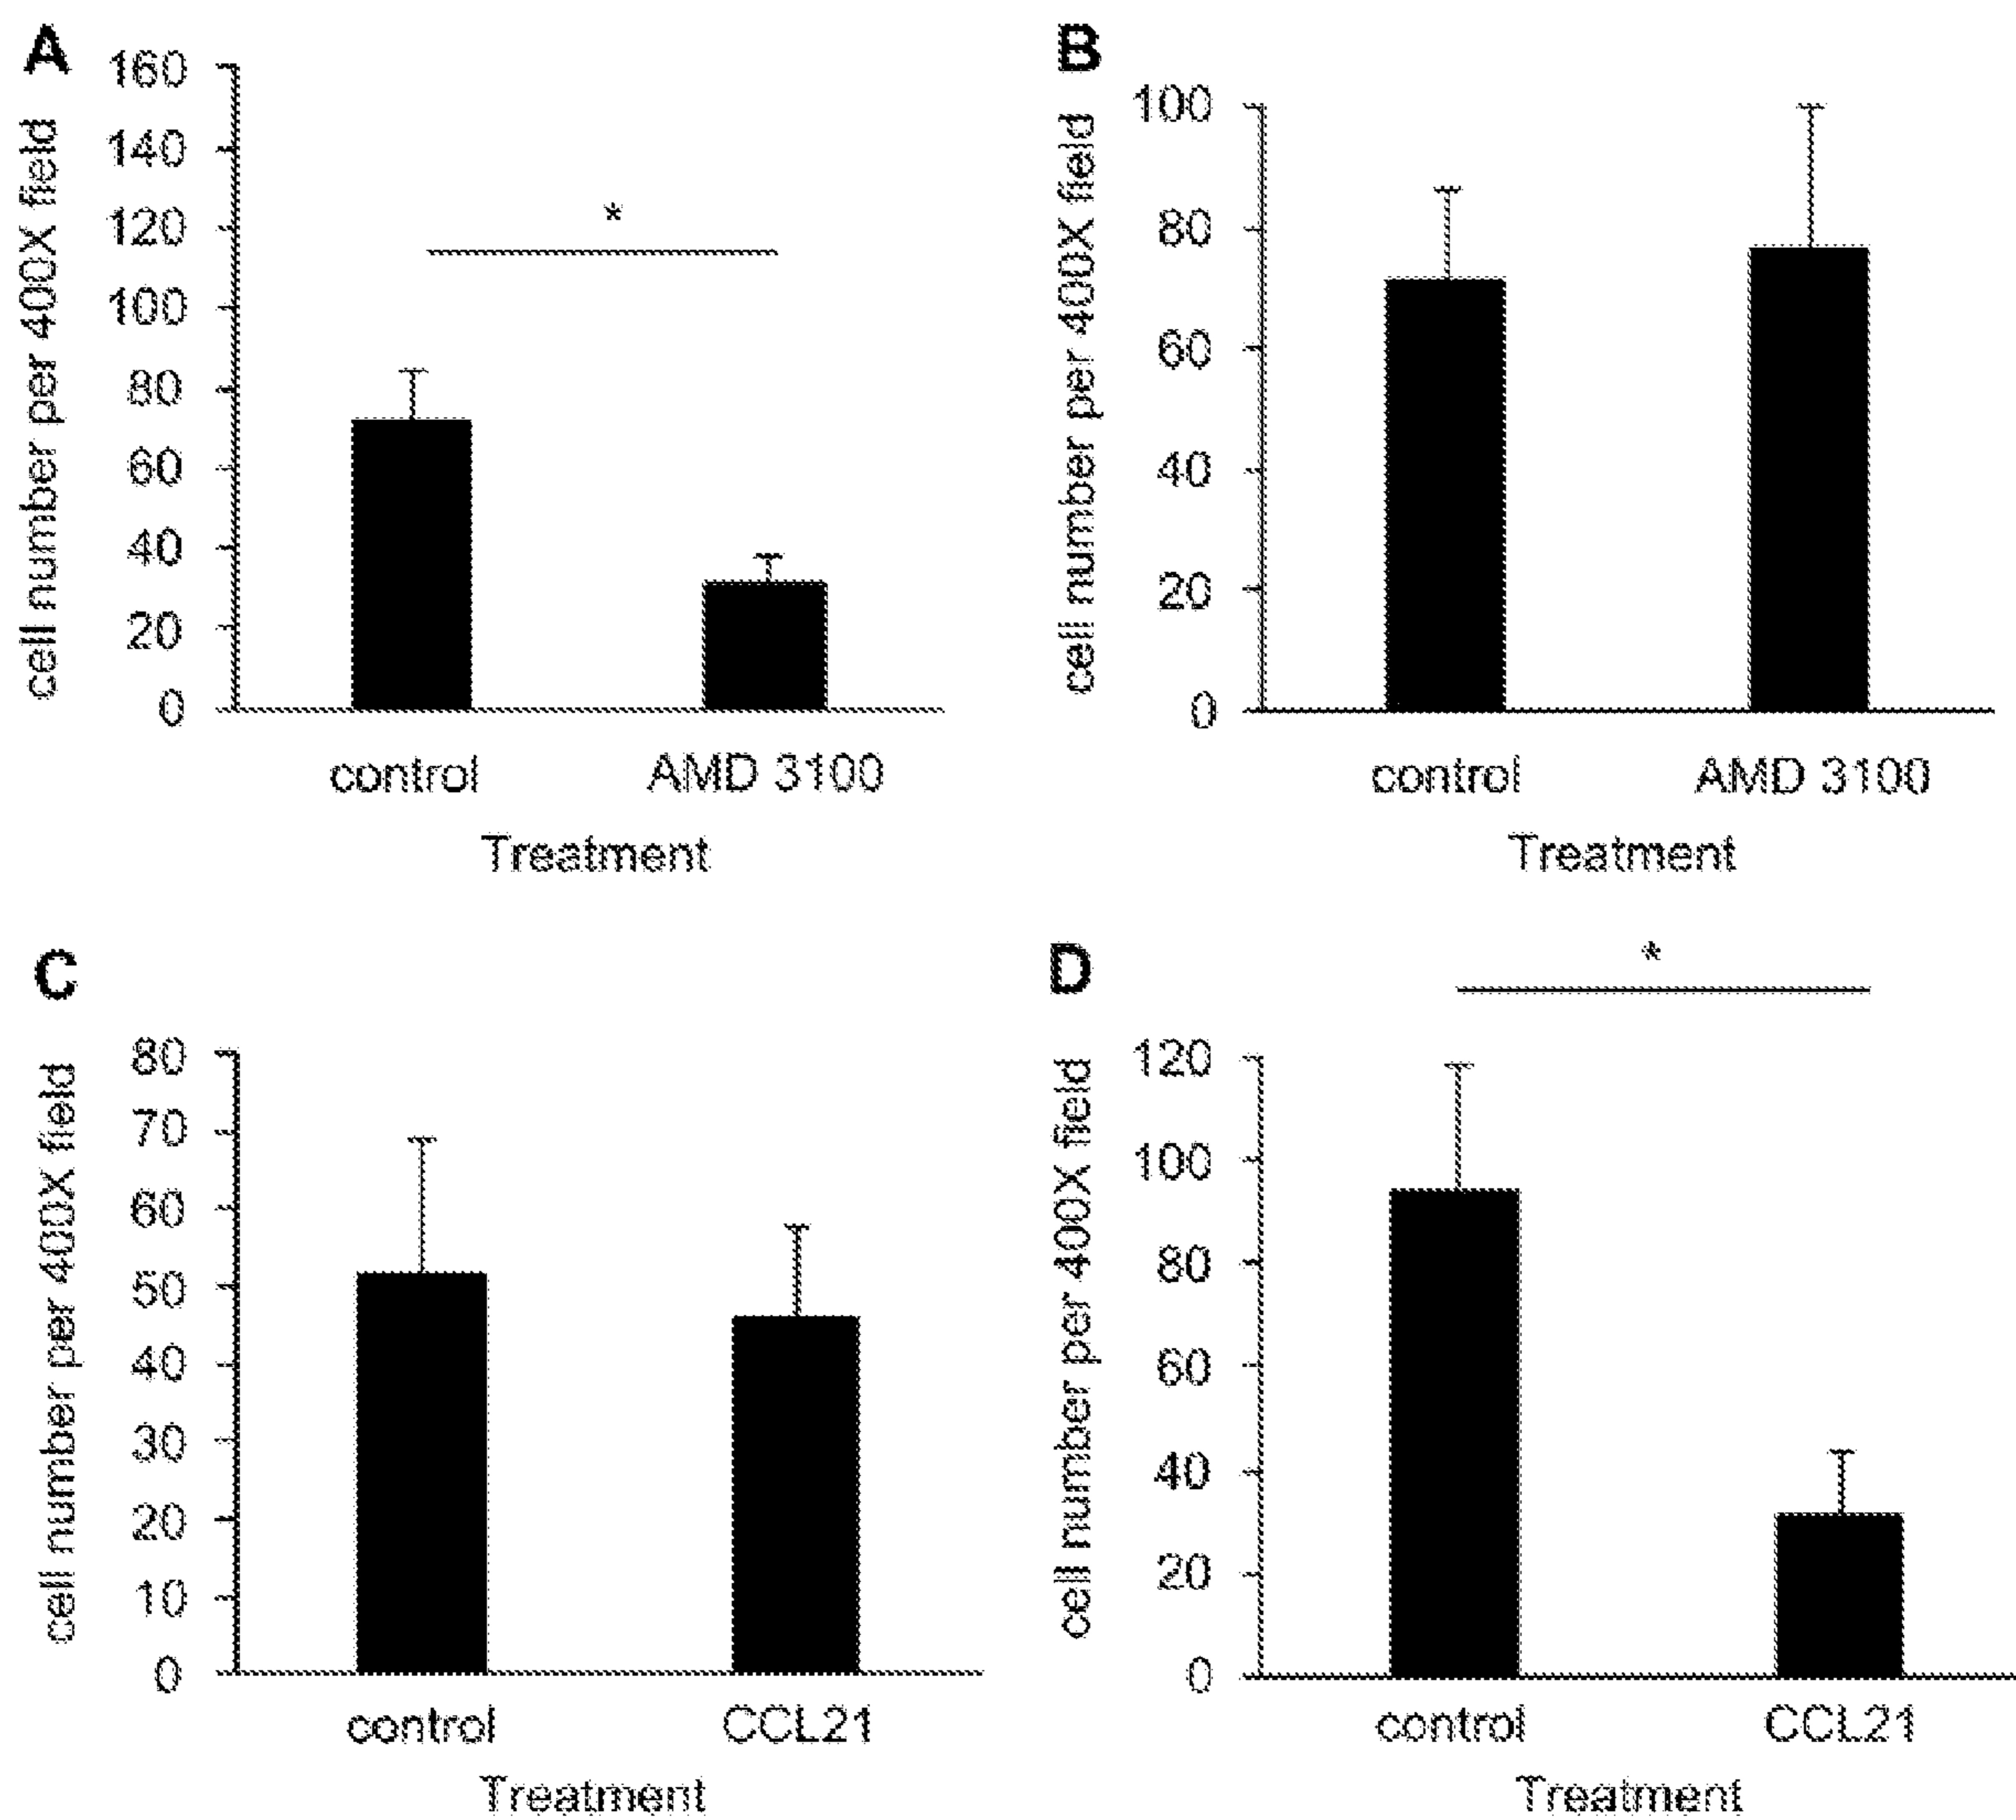 A
cell number per 400X field
160
140
120
100
80
60
40
20
0
*
control AMD 3100
Treatment
B
cell number per 400X field
100
80
60
40
20
0
control AMD 3100
Treatment
C
cell number per 400X field
80
70
60
50
40
30
20
10
0
control CCL21
Treatment
D
*
cell number per 400X field
120
100
80
60
40
20
0
control CCL21
Treatment